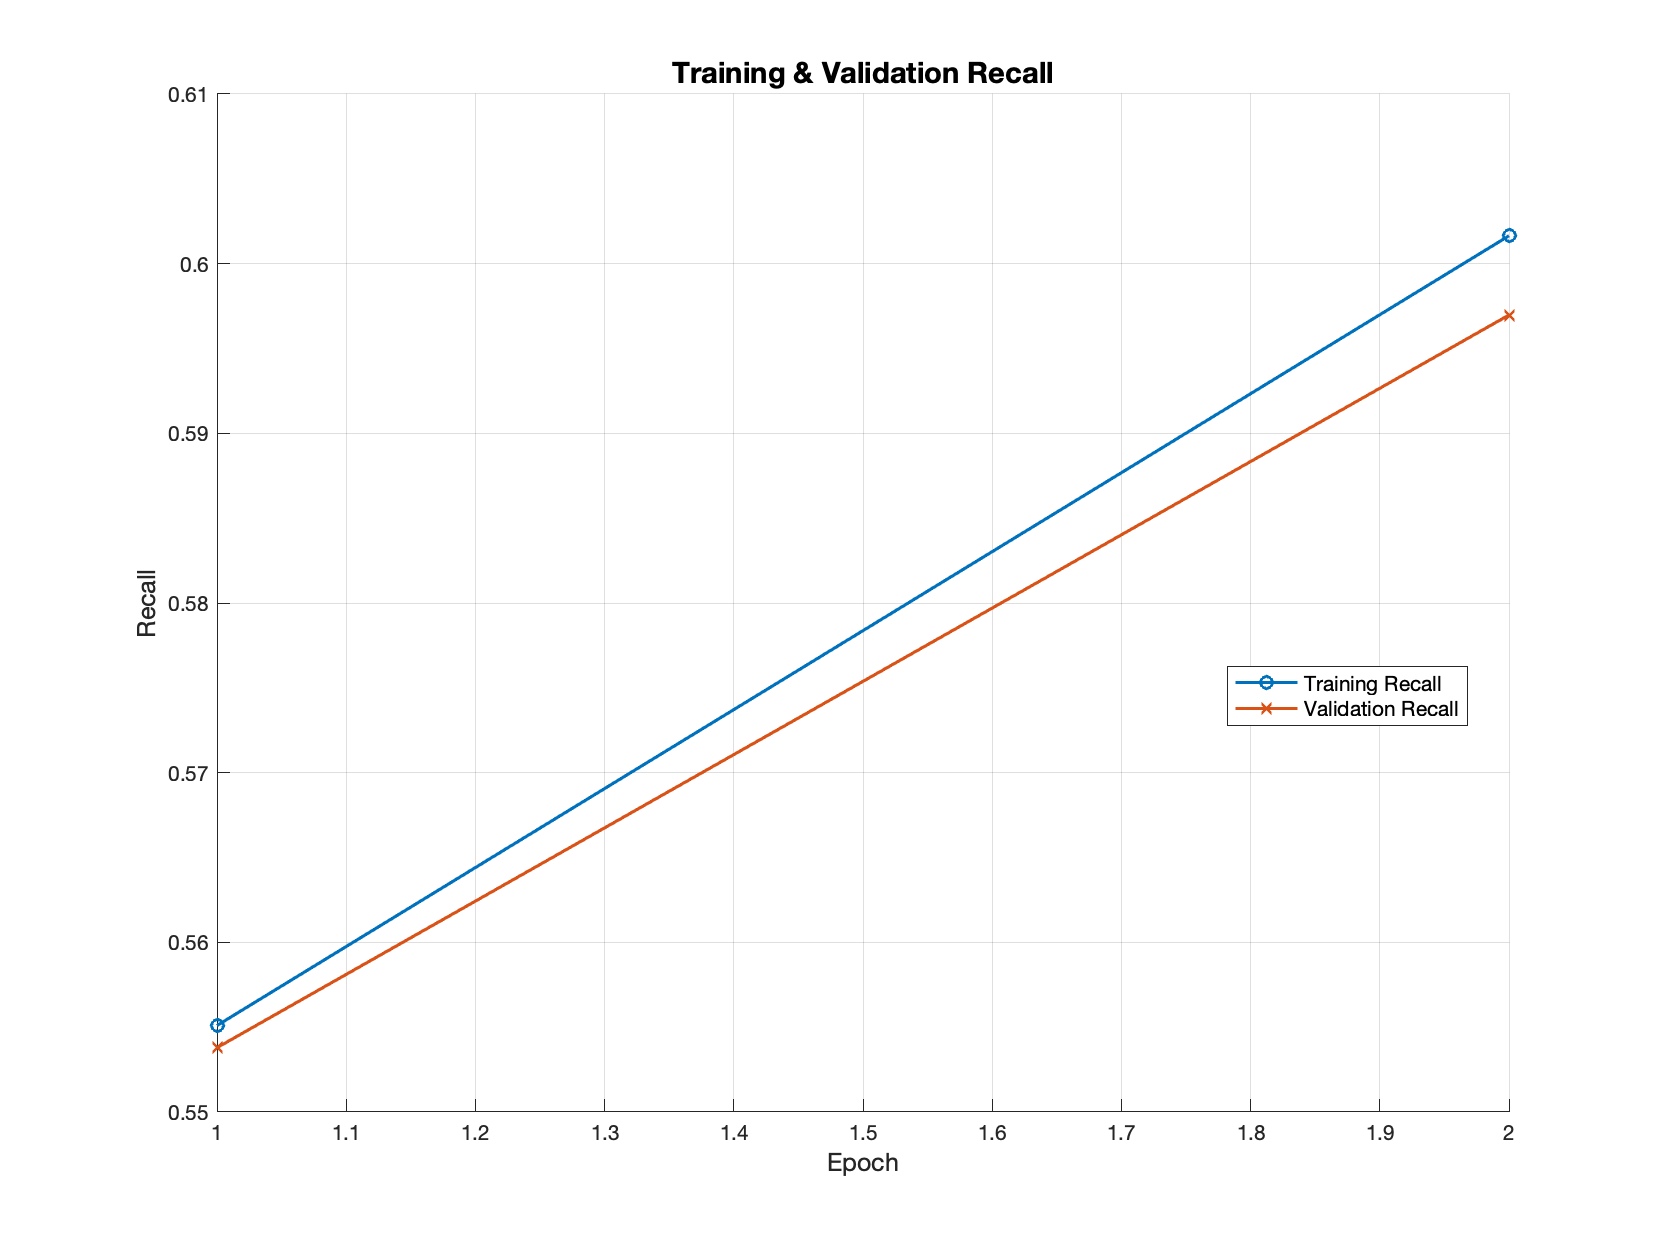 Training & Validation Recall
0.61
0.6
0.59
0.58
0.57
0.56
0.55
Recall
Training Recall
Validation Recall
1 1.1 1.2 1.3 1.4 1.5 1.6 1.7 1.8 1.9 2
Epoch